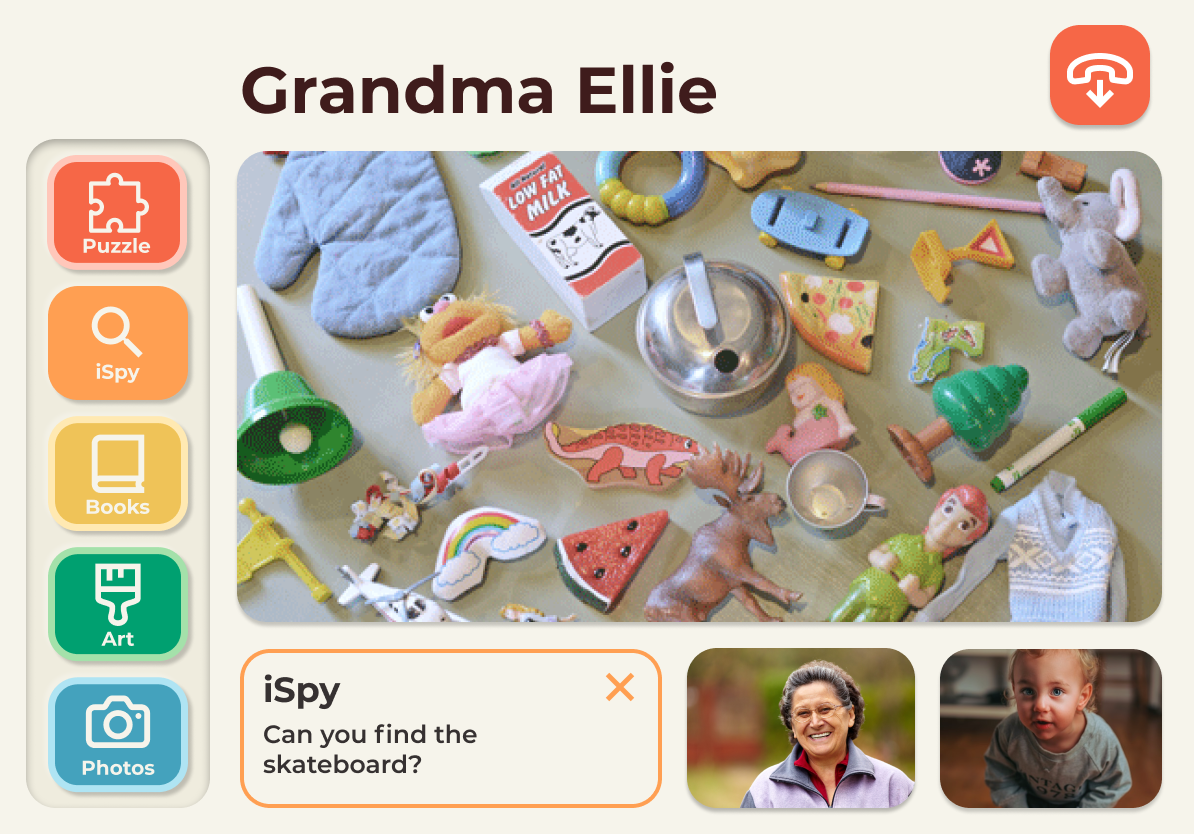 Grandma Ellie
Puzzle
iSpy
Books
Art
Photos
LOW FAT
MILK
iSpy
Can you find the
skateboard?